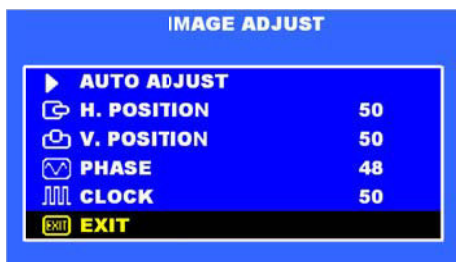 IMAGE ADJUST
AUTO ADJUST
H. POSITION 50
V. POSITION 50
PHASE 48
CLOCK 50
EXIT EXIT